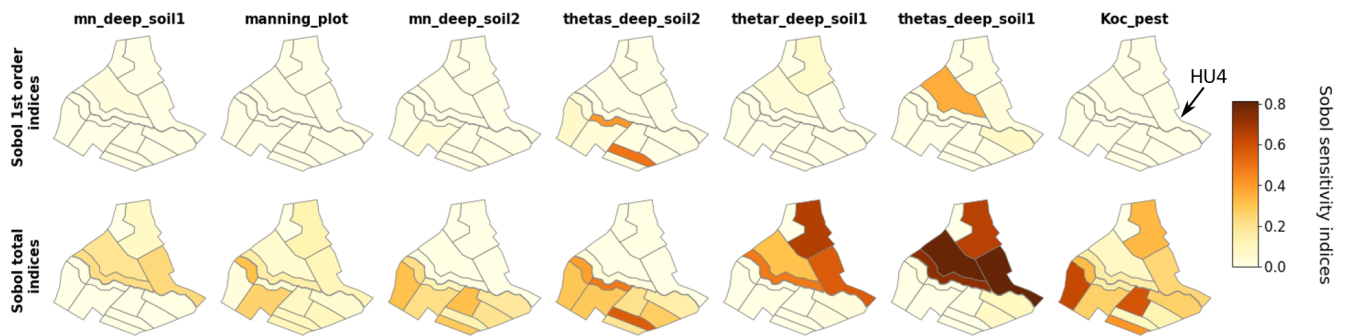 mn_deep_soil1 manning_plot mn_deep_soil2 thetas_deep_soil2 thetar_deep_soil1 thetas_deep_soil1 Koc_pest
Sobol 1st order
indices
HU4
Sobol total
indices
0.8
0.6
0.4
0.2
0.0
Sobol sensitivity indices